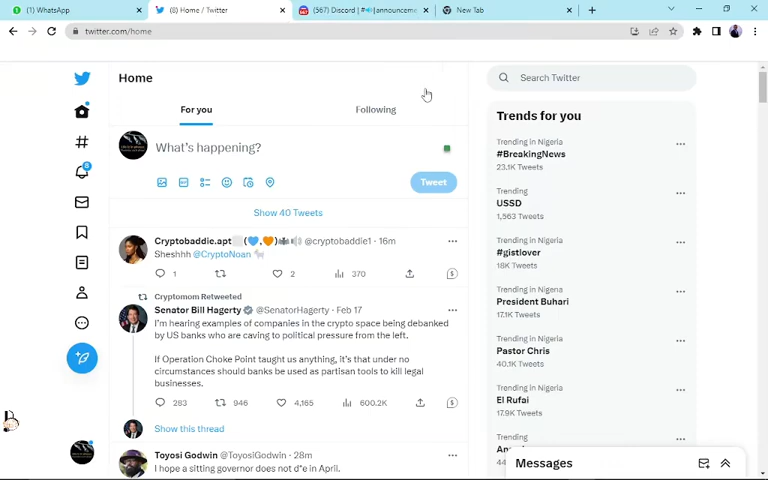 (1) WhatsApp
(8) Home / Twitter
(567) Discord | #📢 | announceme
New Tab
twitter.com/home
Home
For you
Following
What's happening?
Tweet
Show 40 Tweets
Cryptobaddie.apt (💙,🧡) @cryptobaddie1 · 16m
Sheshhh @CryptoNoan
1
2
370
Cryptomom Retweeted
Senator Bill Hagerty @SenatorHagerty · Feb 17
I'm hearing examples of companies in the crypto space being debanked
by US banks who are caving to political pressure from the left.
If Operation Choke Point taught us anything, it's that under no
circumstances should banks be used as partisan tools to kill legal
businesses.
283
946
4,165
600.2K
Show this thread
Toyosi Godwin @ToyosiGodwin · 28m
I hope a sitting governor does not d*e in April.
Search Twitter
Trends for you
Trending in Nigeria
#BreakingNews
23.1K Tweets
Trending
USSD
1,563 Tweets
Trending in Nigeria
#gistlover
18K Tweets
Trending in Nigeria
President Buhari
17.1K Tweets
Trending in Nigeria
Pastor Chris
40.1K Tweets
Trending in Nigeria
El Rufai
17.9K Tweets
Trending in Nigeria
Messages